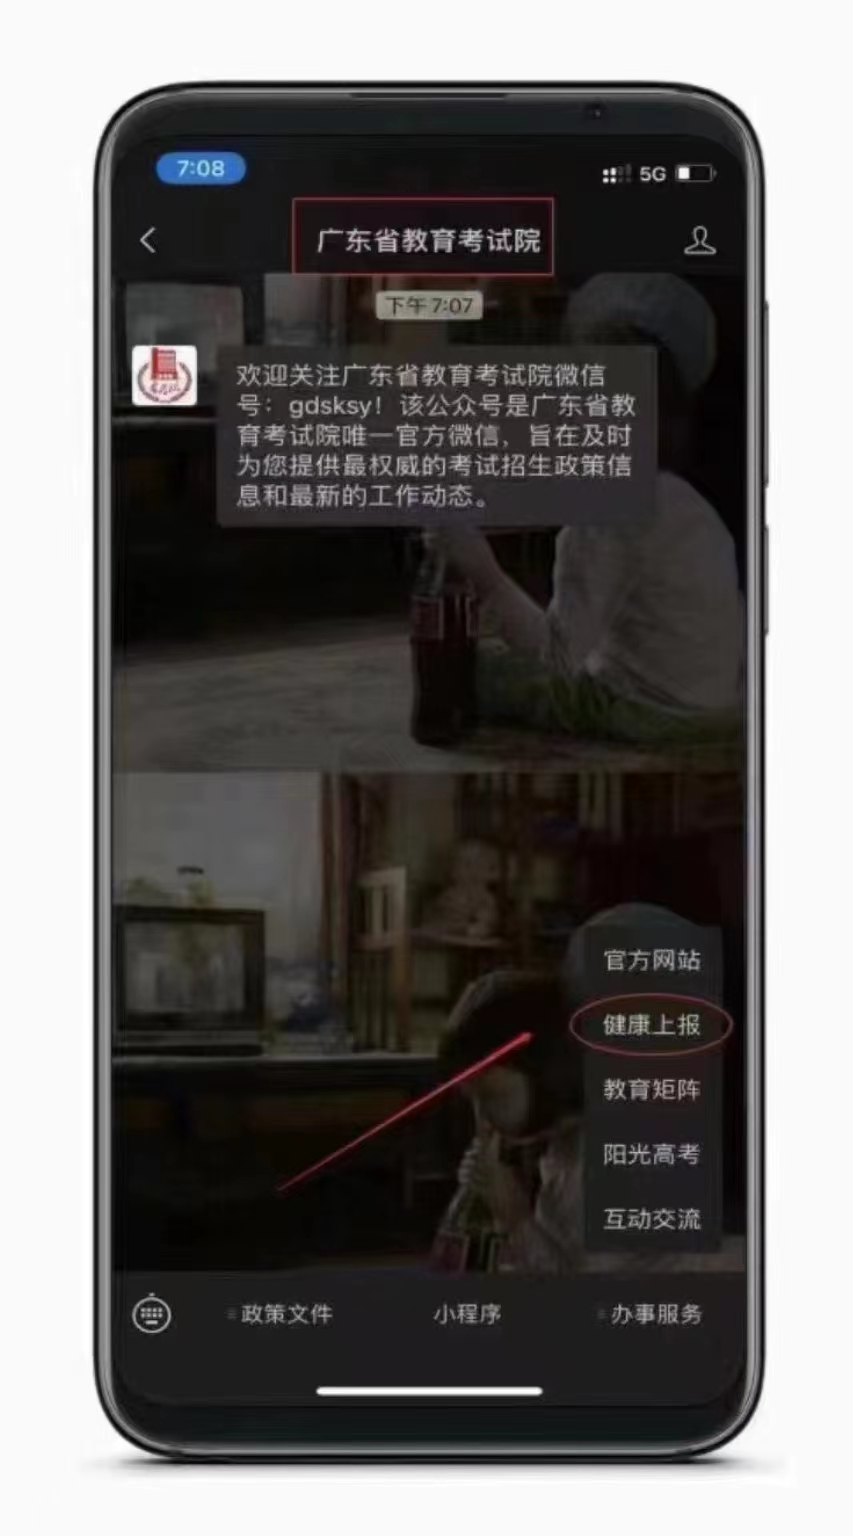 7:08
5G
广东省教育考试院
下午 7:07
欢迎关注广东省教育考试院微信
号：gdsksy！该公众号是广东省教
育考试院唯一官方微信，旨在及时
为您提供最权威的考试招生政策信
息和最新的工作动态。
官方网站
健康上报
教育矩阵
阳光高考
互动交流
政策文件
小程序
办事服务